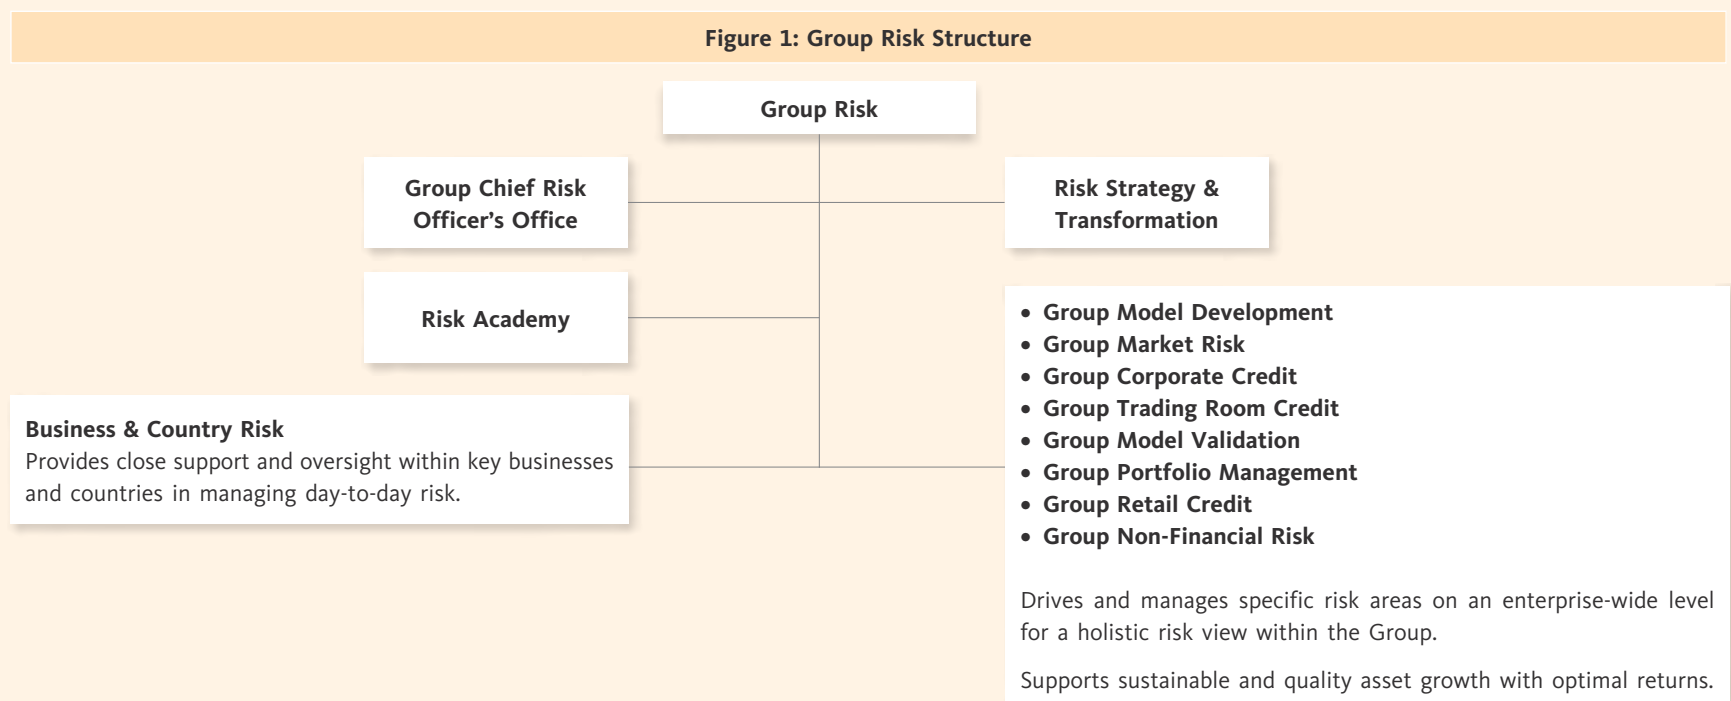 Figure 1: Group Risk Structure
Group Risk
Group Chief Risk
Officer’s Office
Risk Strategy &
Transformation
Risk Academy
Business & Country Risk
Provides close support and oversight within key businesses
and countries in managing day-to-day risk.
• Group Model Development
• Group Market Risk
• Group Corporate Credit
• Group Trading Room Credit
• Group Model Validation
• Group Portfolio Management
• Group Retail Credit
• Group Non-Financial Risk
Drives and manages specific risk areas on an enterprise-wide level
for a holistic risk view within the Group.
Supports sustainable and quality asset growth with optimal returns.